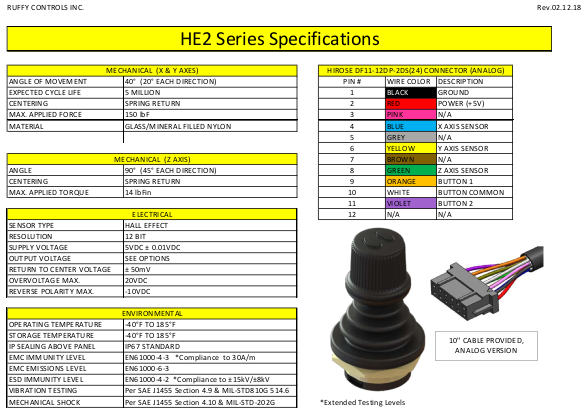 RUFFY CONTROLS INC.
Rev.02.12.18
HE2 Series Specifications
MECHANICAL (X & Y AXES)
ANGLE OF MOVEMENT 40° (20° EACH DIRECTION)
EXPECTED CYCLE LIFE 5 MILLION
CENTERING SPRING RETURN
MAX. APPLIED FORCE 150 lbF
MATERIAL GLASS/MINERAL FILLED NYLON
MECHANICAL (Z AXIS)
ANGLE 90° (45° EACH DIRECTION)
CENTERING SPRING RETURN
MAX. APPLIED TORQUE 14 lbFin
ELECTRICAL
SENSOR TYPE HALL EFFECT
RESOLUTION 12 BIT
SUPPLY VOLTAGE 5VDC ± 0.01VDC
OUTPUT VOLTAGE SEE OPTIONS
RETURN TO CENTER VOLTAGE ± 50mV
OVERVOLTAGE MAX. 20VDC
REVERSE POLARITY MAX. -10VDC
ENVIRONMENTAL
OPERATING TEMPERATURE -40°F TO 185°F
STORAGE TEMPERATURE -40°F TO 185°F
IP SEALING ABOVE PANEL IP67 STANDARD
EMC IMMUNITY LEVEL EN61000-4-3 *Compliance to 30A/m
EMC EMISSIONS LEVEL EN61000-6-3
ESD IMMUNITY LEVEL EN61000-4-2 *Compliance to ±15kV/±8kV
VIBRATION TESTING Per SAE J1455 Section 4.9 & MIL-STD810G 514.6
MECHANICAL SHOCK Per SAE J1455 Section 4.10 & MIL-STD-202G
HIROSE DF11-12DP-2DS(24) CONNECTOR (ANALOG)
PIN # WIRE COLOR DESCRIPTION
1 BLACK GROUND
2 RED POWER (+5V)
3 PINK N/A
4 BLUE X AXIS SENSOR
5 GREY N/A
6 YELLOW Y AXIS SENSOR
7 BROWN N/A
8 GREEN Z AXIS SENSOR
9 ORANGE BUTTON 1
10 WHITE BUTTON COMMON
11 VIOLET BUTTON 2
12 N/A N/A
10" CABLE PROVIDED,
ANALOG VERSION
*Extended Testing Levels